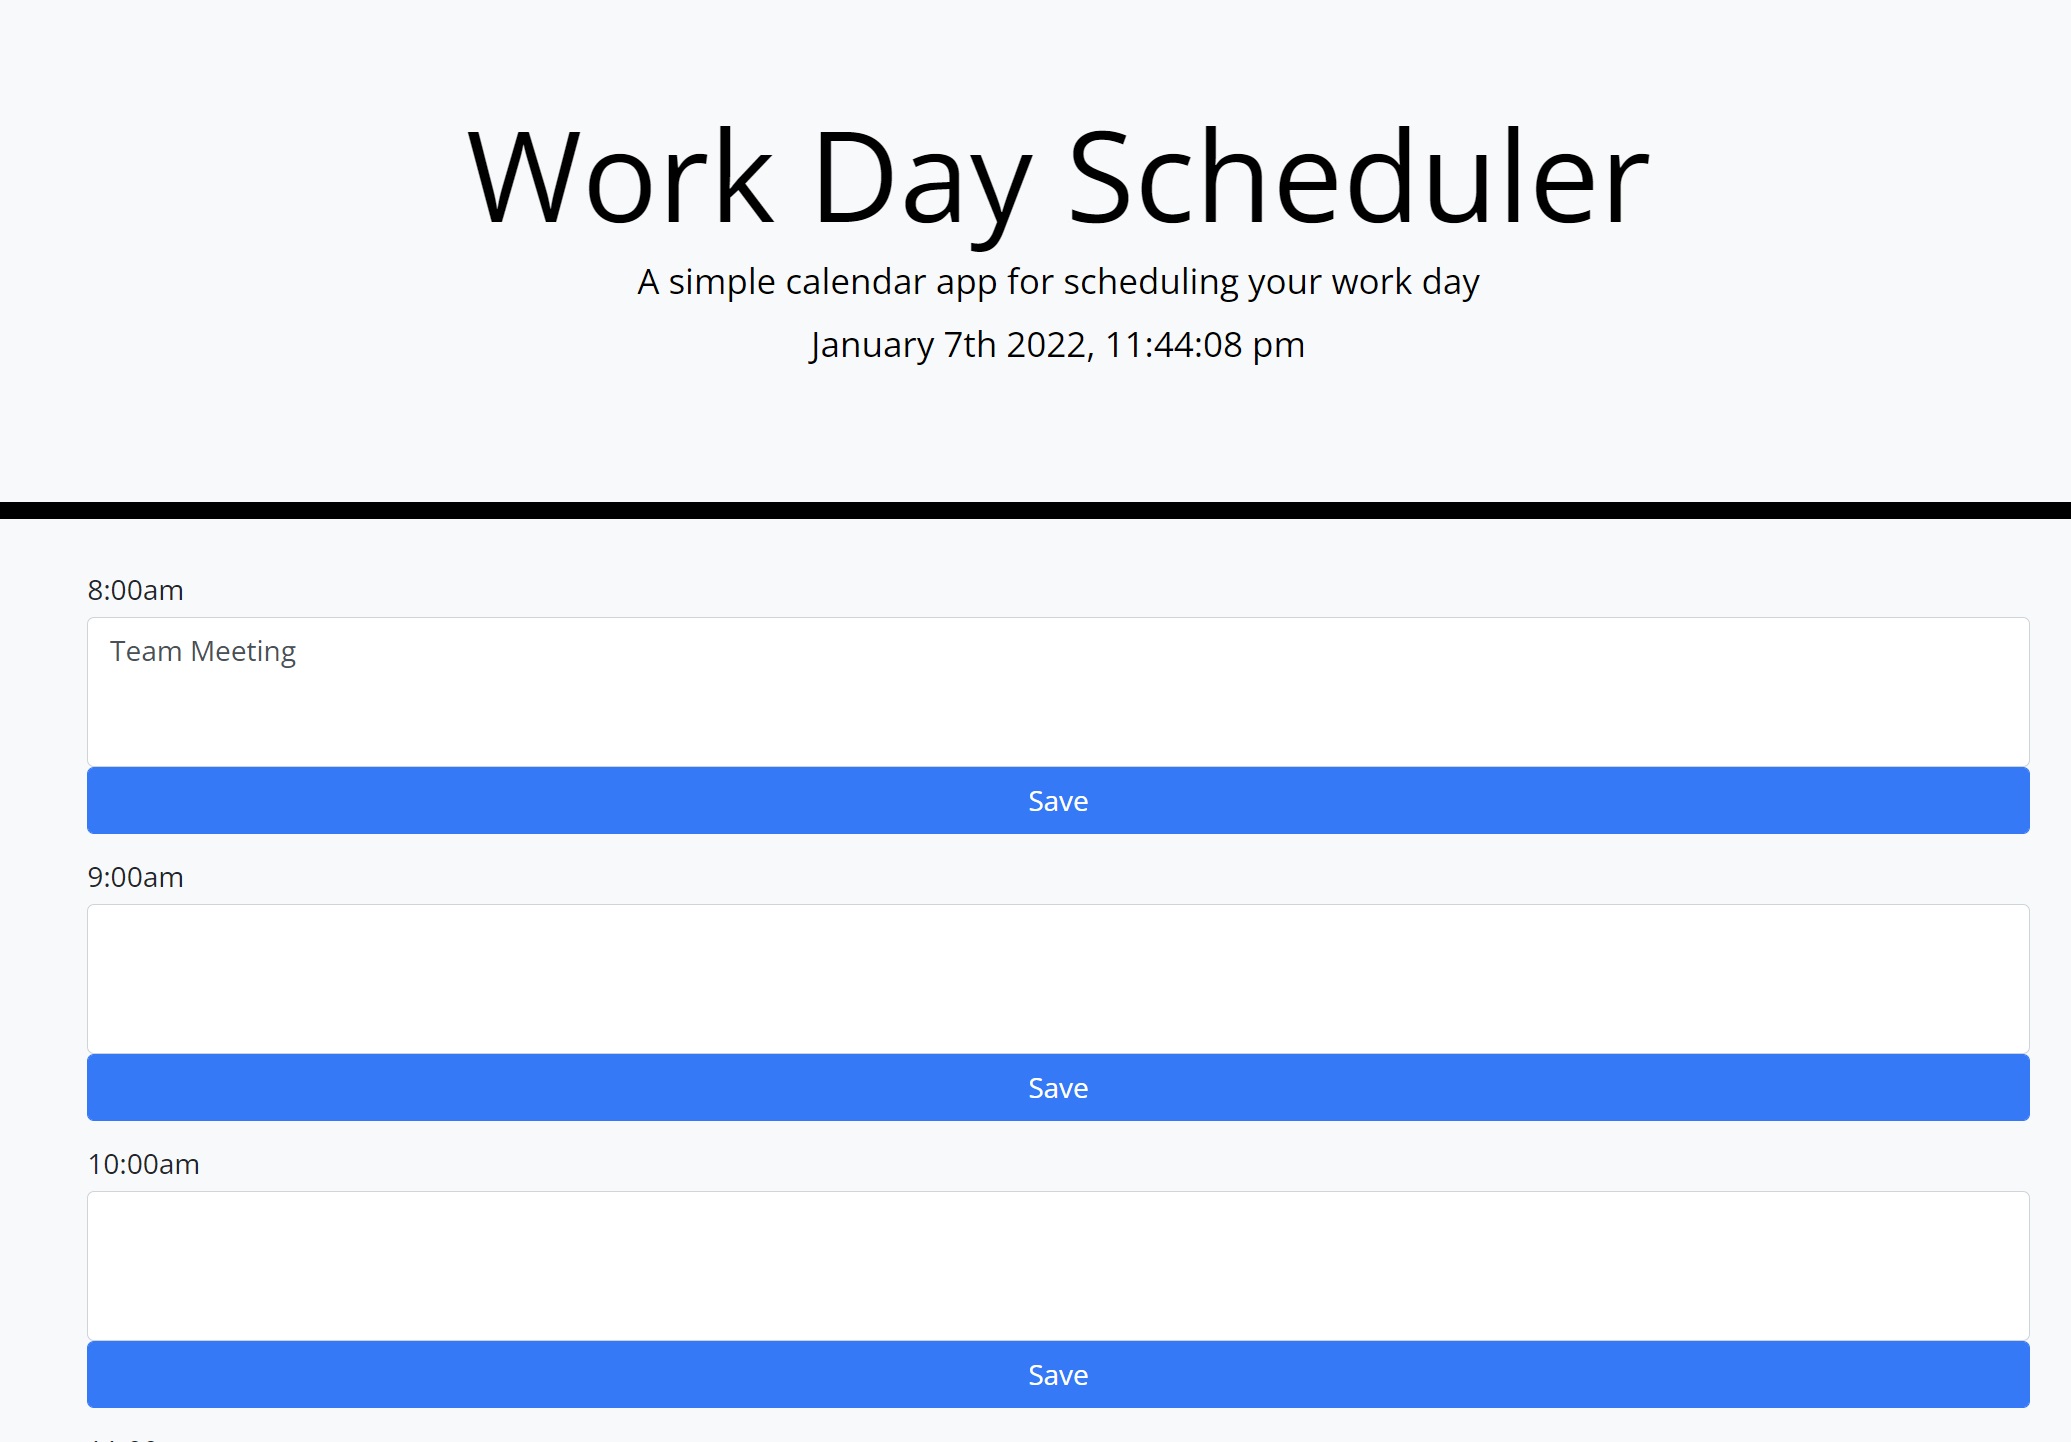 Work Day Scheduler
A simple calendar app for scheduling your work day
January 7th 2022, 11:44:08 pm
8:00am
Team Meeting
Save
9:00am
Save
10:00am
Save